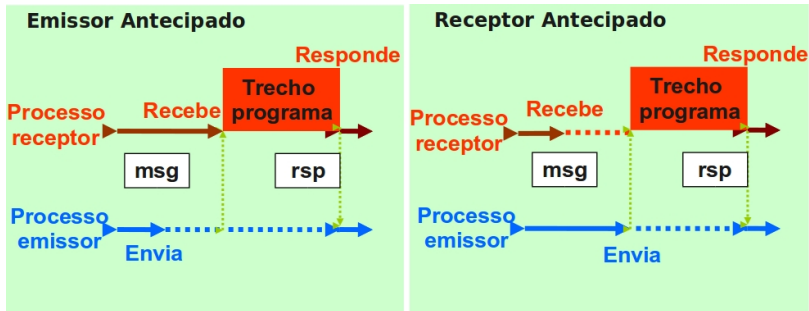 Emissor Antecipado
Responde
Trecho
programa
Processo
receptor
Recebe
msg
rsp
Processo
emissor
Envia
Receptor Antecipado
Responde
Trecho
programa
Processo
receptor
Recebe
msg
rsp
Processo
emissor
Envia